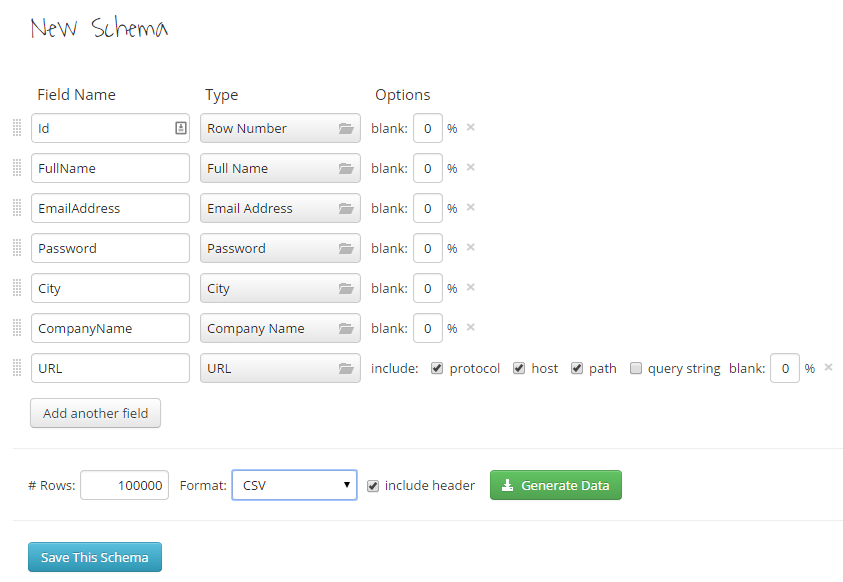 New Schema
Field Name Type Options
Id Row Number blank: 0 %
FullName Full Name blank: 0 %
EmailAddress Email Address blank: 0 %
Password Password blank: 0 %
City City blank: 0 %
CompanyName Company Name blank: 0 %
URL URL include: protocol host path query string blank: 0 %
Add another field
# Rows: 100000 Format: CSV include header Generate Data
Save This Schema